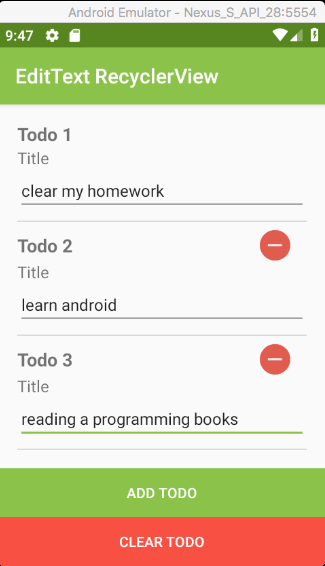 Android Emulator - Nexus_S_API_28:5554
9:47
EditText RecyclerView
Todo 1
Title
clear my homework
Todo 2
Title
learn android
Todo 3
Title
reading a programming books
ADD TODO
CLEAR TODO